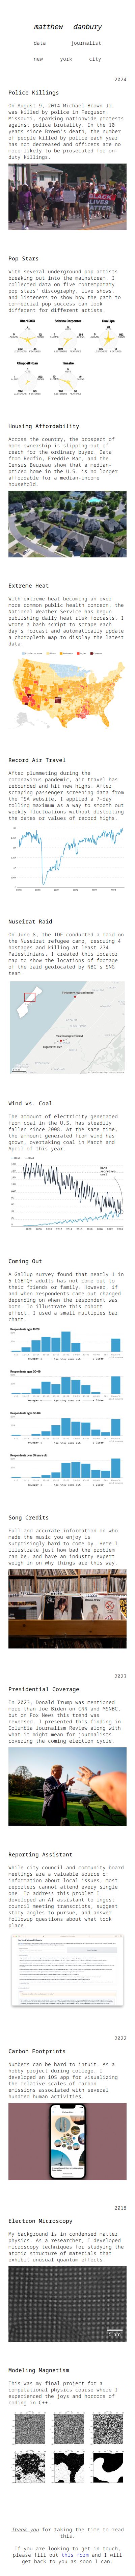 matthew danbury
data journalist
new york city
2024
Police Killings
On August 9, 2014 Michael Brown Jr.
was killed by police in Ferguson,
Missouri, sparking nationwide protests
against police brutality. In the 10
years since Brown's death, the number
of people killed by police each year
has not decreased and officers are no
more likely to be prosecuted for on-
duty killings.
Pop Stars
With several underground pop artists
breaking out into the mainstream, I
collected data on five contemporary
pop stars' discography, live shows,
and listeners to show how the path to
commercial pop success can look
different for different artists.
Charli XCX
Sabrina Carpenter
Dua Lipa
Chappell Roan
Tinashe
Housing Affordability
Across the country, the prospect of
home ownership is slipping out of
reach for the ordinary buyer. Data
from Redfin, Freddie Mac, and the
Census Beureau show that a median-
priced home in the U.S. is no longer
affordable for a median-income
household.
Extreme Heat
With extreme heat becoming an ever
more common public health concern, the
National Weather Service has begun
publishing daily heat risk forecasts. I
wrote a bash script to scrape each
day's forcast and automatically update
a choropleth map to display the latest
data.
Record Air Travel
After plummeting during the
coronavirus pandemic, air travel has
rebounded and hit new highs. After
scraping passenger screening data from
the TSA website, I applied a 7-day
rolling maximum as a way to smooth out
weekly fluctuations without distorting
the dates or values of record highs.
Nuseirat Raid
On June 8, the IDF conducted a raid on
the Nuseirat refugee camp, resuing 4
hostages and killing at least 274
Palestinians. I created this locator
map to show the locations of footage
of the raid geolocated by NBC's SNG
team.
Wind vs. Coal
The ammount of electricity generated
from coal in the U.S. has steadily
fallen since 2008. At the same time,
the amount generated from wind has
grown, overtaking coal in March and
April of this year.
Coming Out
A Gallup survey found that nearly 1 in
5 LGBTQ+ adults has not come out to
their friends or family. However, if
and when respondents came out changed
depending on when the respondent was
born. To illustrate this cohort
effect, I used a small multiples bar
chart.
Respondents ages 18-29
Respondents ages 30-49
Respondents ages 50-64
Respondents over 65 years old
Song Credits
Full and accurate information on who
made the music you enjoy is
surprisingly hard to come by. Here I
illustrate just how bad the problem
can be, and have an industry expert
weigh in on why things are this way.
2023
Presidential Coverage
In 2023, Donald Trump was mentioned
more than Joe Biden on CNN and MSNBC,
but on Fox News this trend was
reversed. I presented this finding in
Columbia Journalism Review along with
what it might mean for journalists
covering the coming election cycle.
Reporting Assistant
While city council and community board
meetings are a valuable source of
information about local issues, most
reporters cannot attend every single
one. To address this problem I
developed an AI assistant to ingest
council meeting transcripts, suggest
story angles to pursue, and answer
followup questions about what took
place.
2022
Carbon Footprints
Numbers can be hard to intuit. As a
hobby project during college, I
developed an iOS app for visualizing
the relative scales of carbon
emissions associated with several
hundred human activities.
2018
Electron Microscopy
My background is in condensed matter
physics. As a researcher, I developed
microscopy techniques for studying the
atomic structure of materials that
exhibit unusual quantum effects.
5 nm
Modeling Magnetism
This was my final project for a
computational physics course where I
experienced the joys and horrors of
coding in C++.
Thank you for taking the time to read
this.
If you are looking to get in touch,
please fill out this form and I will
get back to you as soon I can.